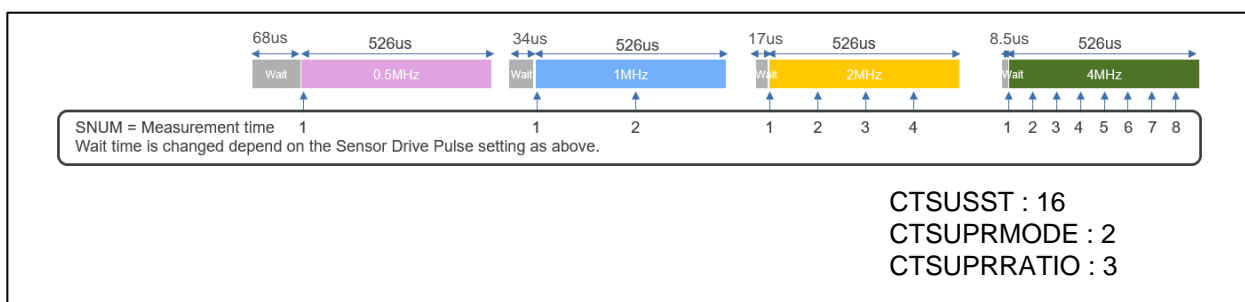 68us 526us 34us 526us 17us 526us 8.5us 526us
Wait 0.5MHz Wait 1MHz Wait 2MHz Wait 4MHz
SNUM = Measurement time 1 1 2 1 2 3 4 1 2 3 4 5 6 7 8
Wait time is changed depend on the Sensor Drive Pulse setting as above.
CTSUSST : 16
CTSUPRMODE : 2
CTSUPRRATIO : 3